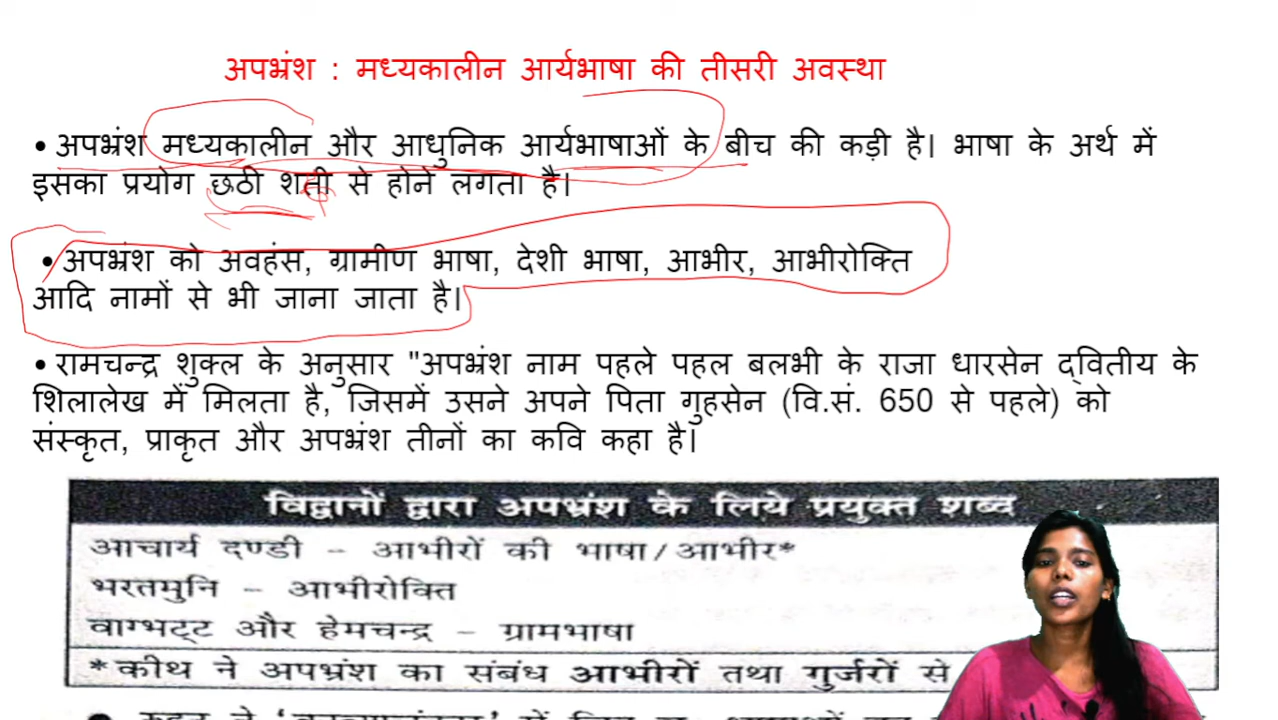 अपभ्रंश : मध्यकालीन आर्यभाषा की तीसरी अवस्था
• अपभ्रंश मध्यकालीन और आधुनिक आर्यभाषाओं के बीच की कड़ी है। भाषा के अर्थ में
इसका प्रयोग छठी शती से होने लगता है।
• अपभ्रंश को अवहंस, ग्रामीण भाषा, देशी भाषा, आभीर, आभीरोक्ति
आदि नामों से भी जाना जाता है।
• रामचन्द्र शुक्ल के अनुसार "अपभ्रंश नाम पहले पहल बलभी के राजा धारसेन द्वितीय के
शिलालेख में मिलता है, जिसमें उसने अपने पिता गुहसेन (वि.सं. 650 से पहले) को
संस्कृत, प्राकृत और अपभ्रंश तीनों का कवि कहा है।
विद्वानों द्वारा अपभ्रंश के लिये प्रयुक्त शब्द
आचार्य दण्डी – आभीरों की भाषा/आभीर*
भरतमुनि – आभीरोक्ति
वाग्भट्ट और हेमचन्द्र – ग्रामभाषा
*कीथ ने अपभ्रंश का संबंध आभीरों तथा गुर्जरों से